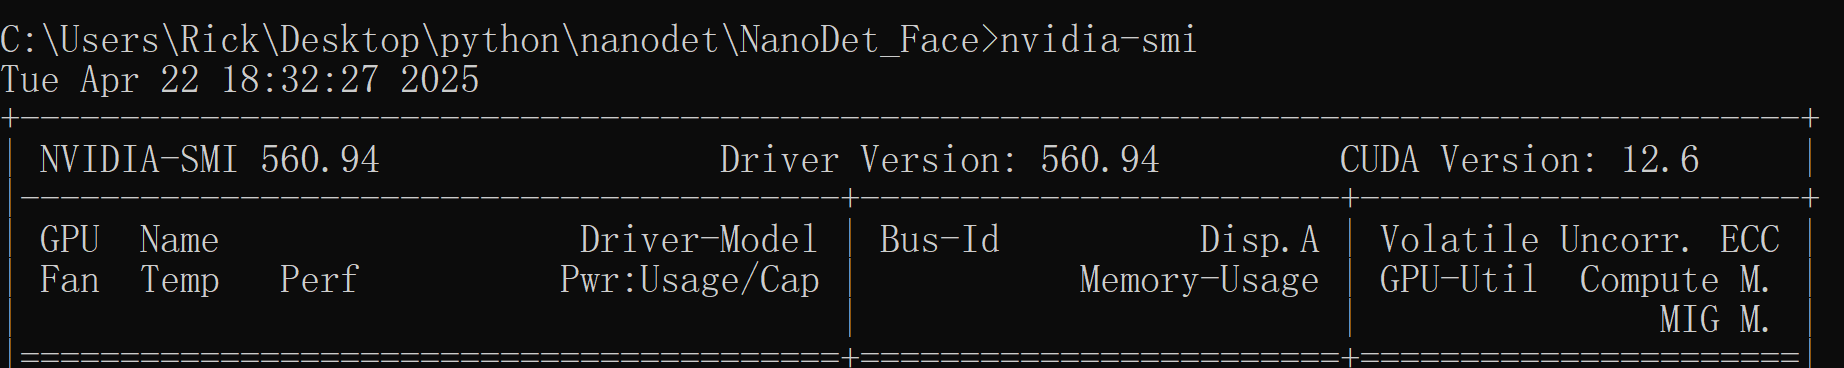 C:\Users\Rick\Desktop\python\nanodet\NanoDet_Face>nvidia-smi
Tue Apr 22 18:32:27 2025
+-----------------------------------------------------------------------------------------+
| NVIDIA-SMI 560.94                 Driver Version: 560.94         CUDA Version: 12.6     |
|-----------------------------------------+------------------------+----------------------+
| GPU  Name                  Driver-Model | Bus-Id          Disp.A | Volatile Uncorr. ECC |
| Fan  Temp   Perf          Pwr:Usage/Cap |           Memory-Usage | GPU-Util  Compute M. |
|                                         |                        |               MIG M. |
|=========================================+========================+======================|